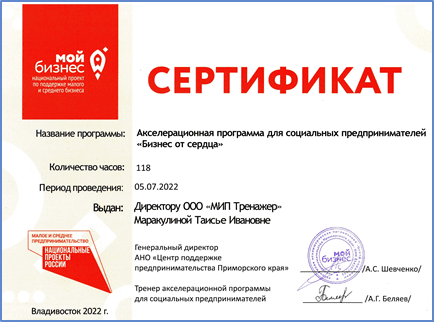 мой
бизнес
национальный проект
по поддержке малого
и среднего бизнеса
СЕРТИФИКАТ
Название программы: Акселерационная программа для социальных предпринимателей
«Бизнес от сердца»
Количество часов: 118
Период проведения: 05.07.2022
Выдан: Директору ООО «МИП Тренажер»
Маракулиной Таисье Ивановне
МАЛОЕ И СРЕДНЕЕ
ПРЕДПРИНИМАТЕЛЬСТВО
НАЦИОНАЛЬНЫЕ
ПРОЕКТЫ
РОССИИ
Генеральный директор
АНО «Центр поддержке
предпринимательства Приморского края» /А.С. Шевченко/
мой
бизнес
Тренер акселерационной программы
для социальных предпринимателей /А.Г. Беляев/
Владивосток 2022 г.